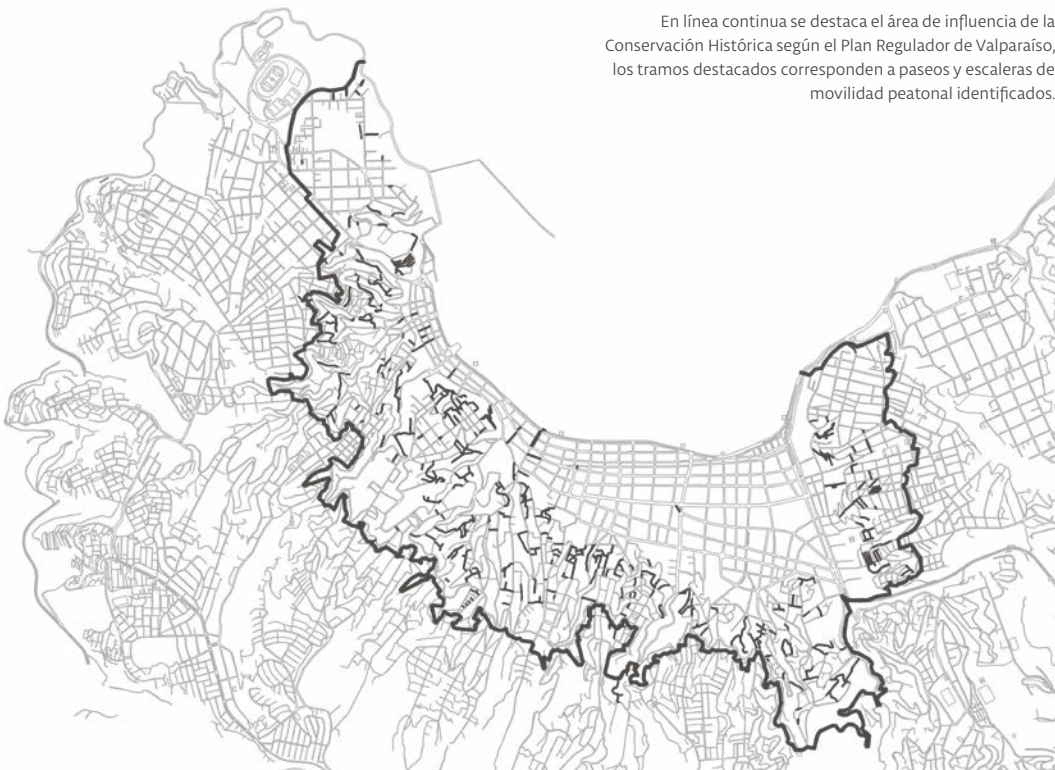 En línea continua se destaca el área de influencia de la
Conservación Histórica según el Plan Regulador de Valparaíso,
los tramos destacados corresponden a paseos y escaleras de
movilidad peatonal identificados.